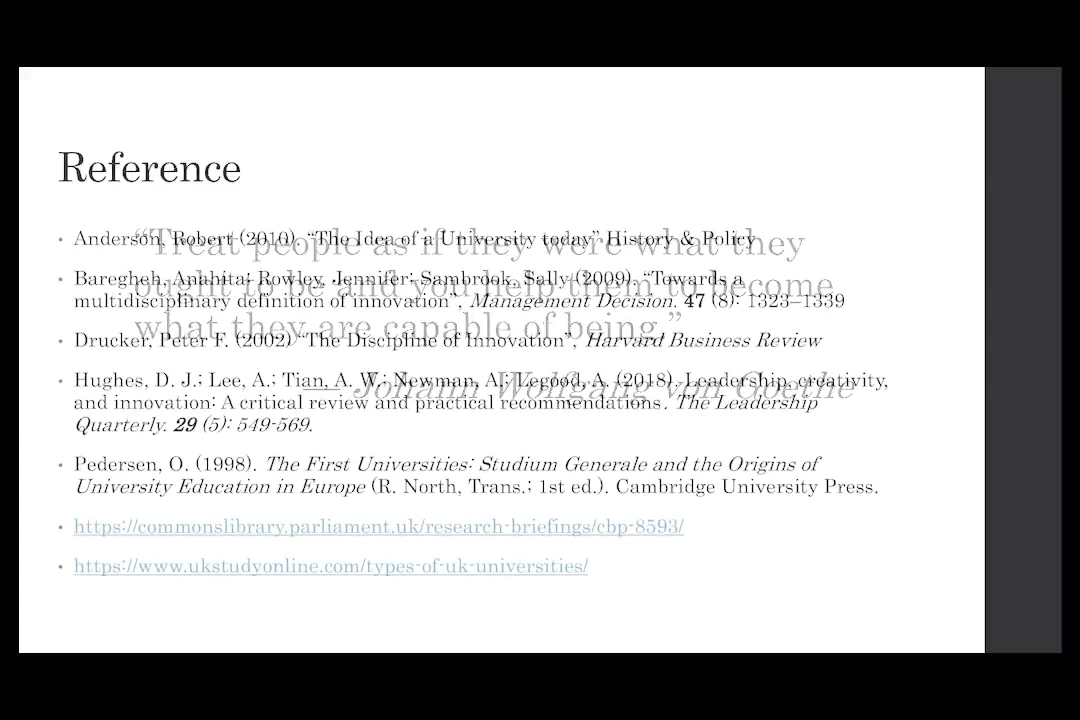 Reference
• Anderson, Robert (2010). “The Idea of a University today” History & Policy
• Baregheh, Anahita; Rowley, Jennifer; Sambrook, Sally (2009). “Towards a
multidisciplinary definition of innovation”, Management Decision. 47 (8): 1323–1339
• Drucker, Peter F. (2002) “The Discipline of Innovation”, Harvard Business Review
• Hughes, D. J.; Lee, A.; Tian, A. W.; Newman, A.; Legood, A. (2018). Leadership, creativity,
and innovation: A critical review and practical recommendations. The Leadership
Quarterly. 29 (5): 549-569.
• Pedersen, O. (1998). The First Universities: Studium Generale and the Origins of
University Education in Europe (R. North, Trans.; 1st ed.). Cambridge University Press.
• https://commonslibrary.parliament.uk/research-briefings/cbp-8593/
• https://www.ukstudyonline.com/types-of-uk-universities/
“Treat people as if they were what they
ought to be and you help them to become
what they are capable of being.”
— Johann Wolfgang von Goethe